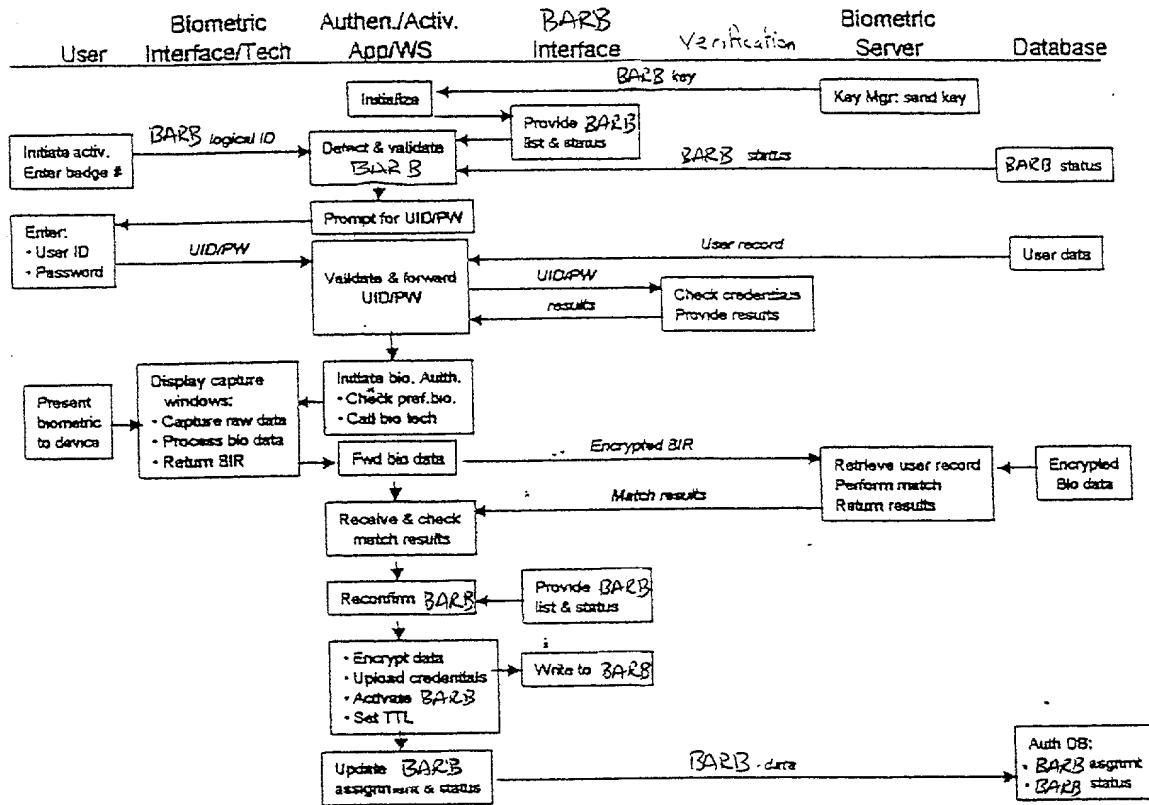 User
Biometric
Interface/Tech
Authen./Activ.
App/WS
BARB
Interface
Verification
Biometric
Server
Database
BARB key
Initialize
Key Mgr: send key
Provide BARB
list & status
BARB logical ID
Initiate activ.
Enter badge #
Detect & validate
BARB
BARB status
BARB status
Prompt for UID/PW
Enter:
• User ID
• Password
UID/PW
User record
User data
Validate & forward
UID/PW
UID/PW
results
Check credentials
Provide results
Present
biometric
to device
Display capture
windows:
• Capture raw data
• Process bio data
• Return BIR
Initiate bio. Auth.
• Check pref.bio.
• Call bio tech
Fwd bio data
Encrypted BIR
Retrieve user record
Perform match
Return results
Encrypted
Bio data
Match results
Receive & check
match results
Reconfirm BARB
Provide BARB
list & status
• Encrypt data
• Upload credentials
• Activate BARB
• Set TTL
Write to BARB
Update BARB
assignment & status
BARB data
Auth DB:
• BARB asgnmt
• BARB status